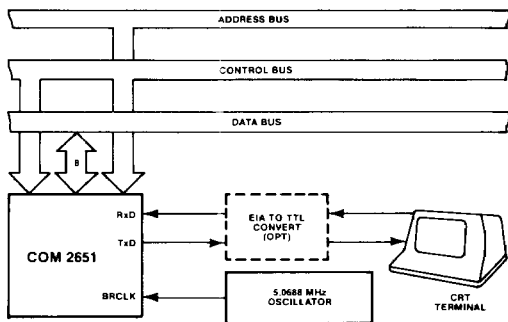 ADDRESS BUS
CONTROL BUS
DATA BUS
8
RxD
TxD
COM 2651
BRCLK
EIA TO TTL
CONVERT
(OPT)
5.0688 MHz
OSCILLATOR
CRT
TERMINAL